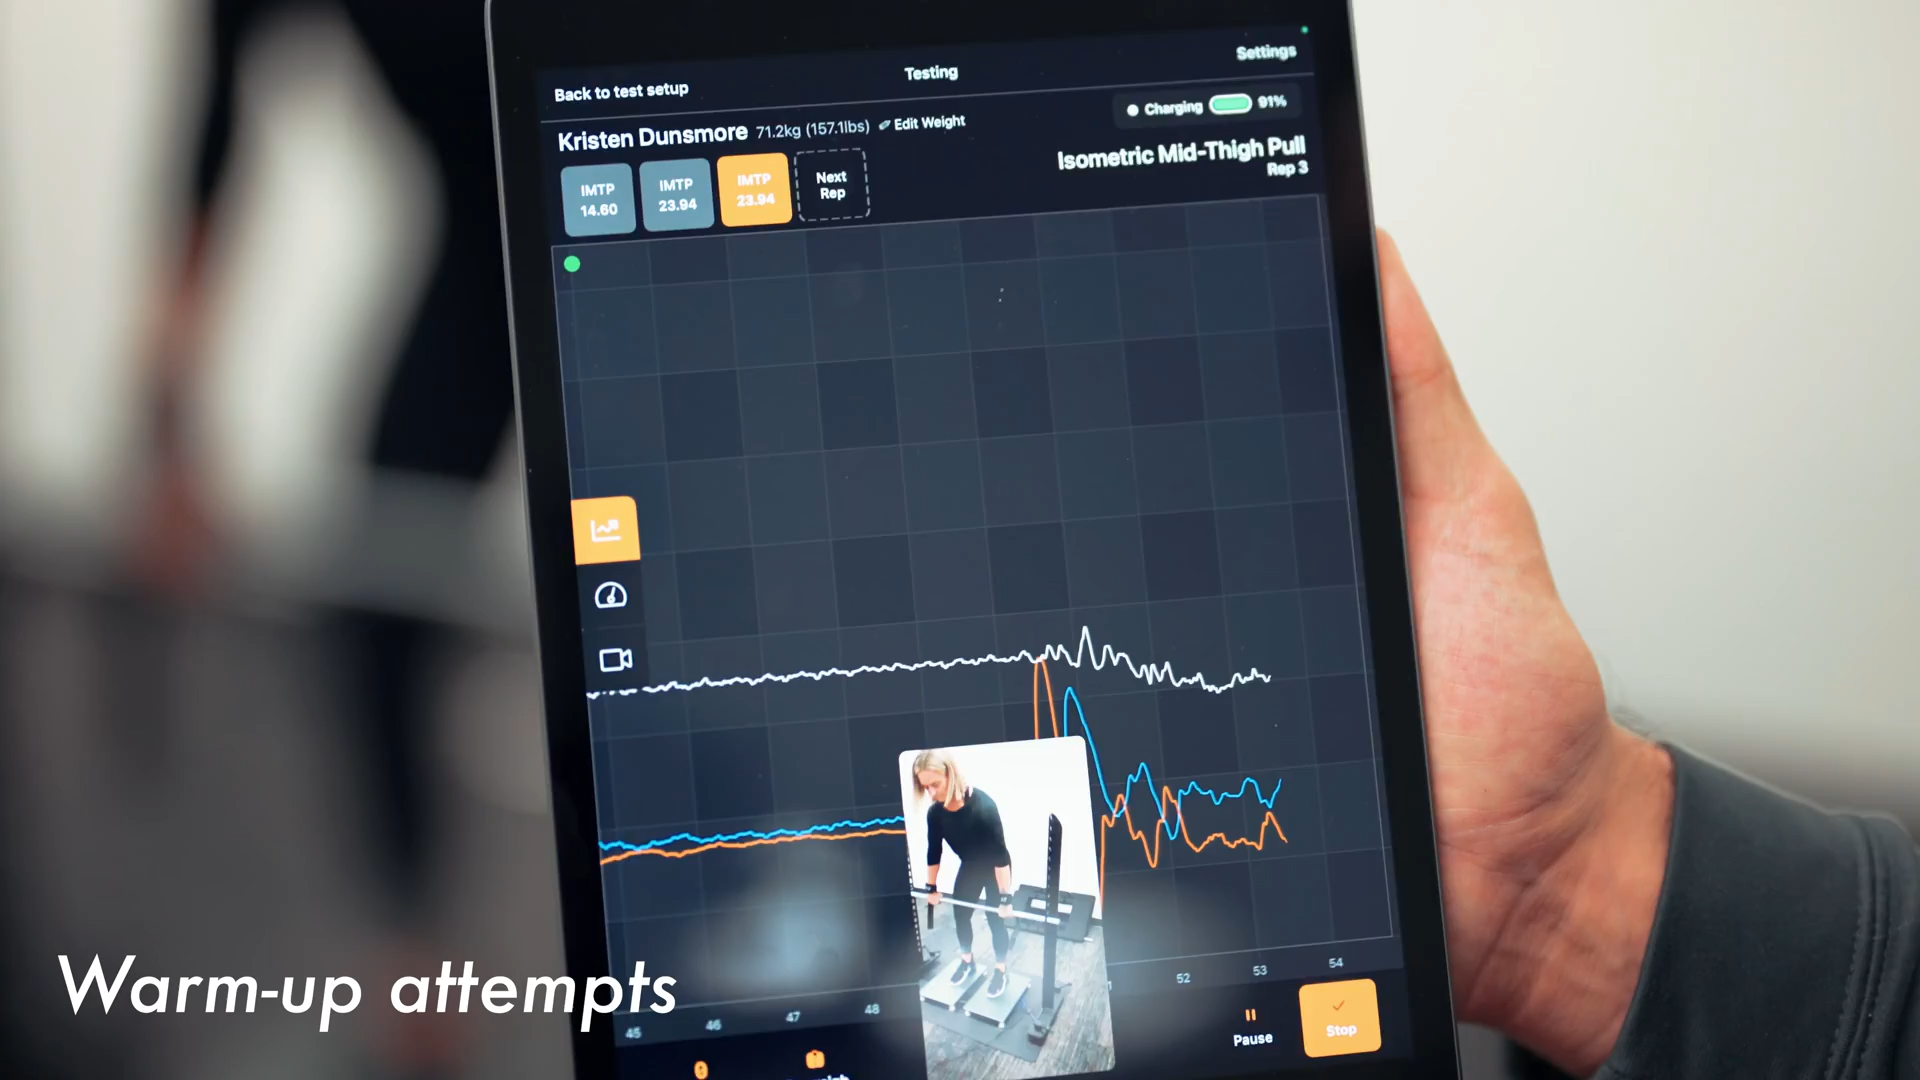 Back to test setup
Testing
Settings
Charging 91%
Kristen Dunsmore 71.2kg (157.1lbs) Edit Weight
Isometric Mid-Thigh Pull
Rep 3
IMTP
14.60
IMTP
23.94
IMTP
23.94
Next
Rep
45 46 47 48 52 53 54
Pause
Stop
Warm-up attempts